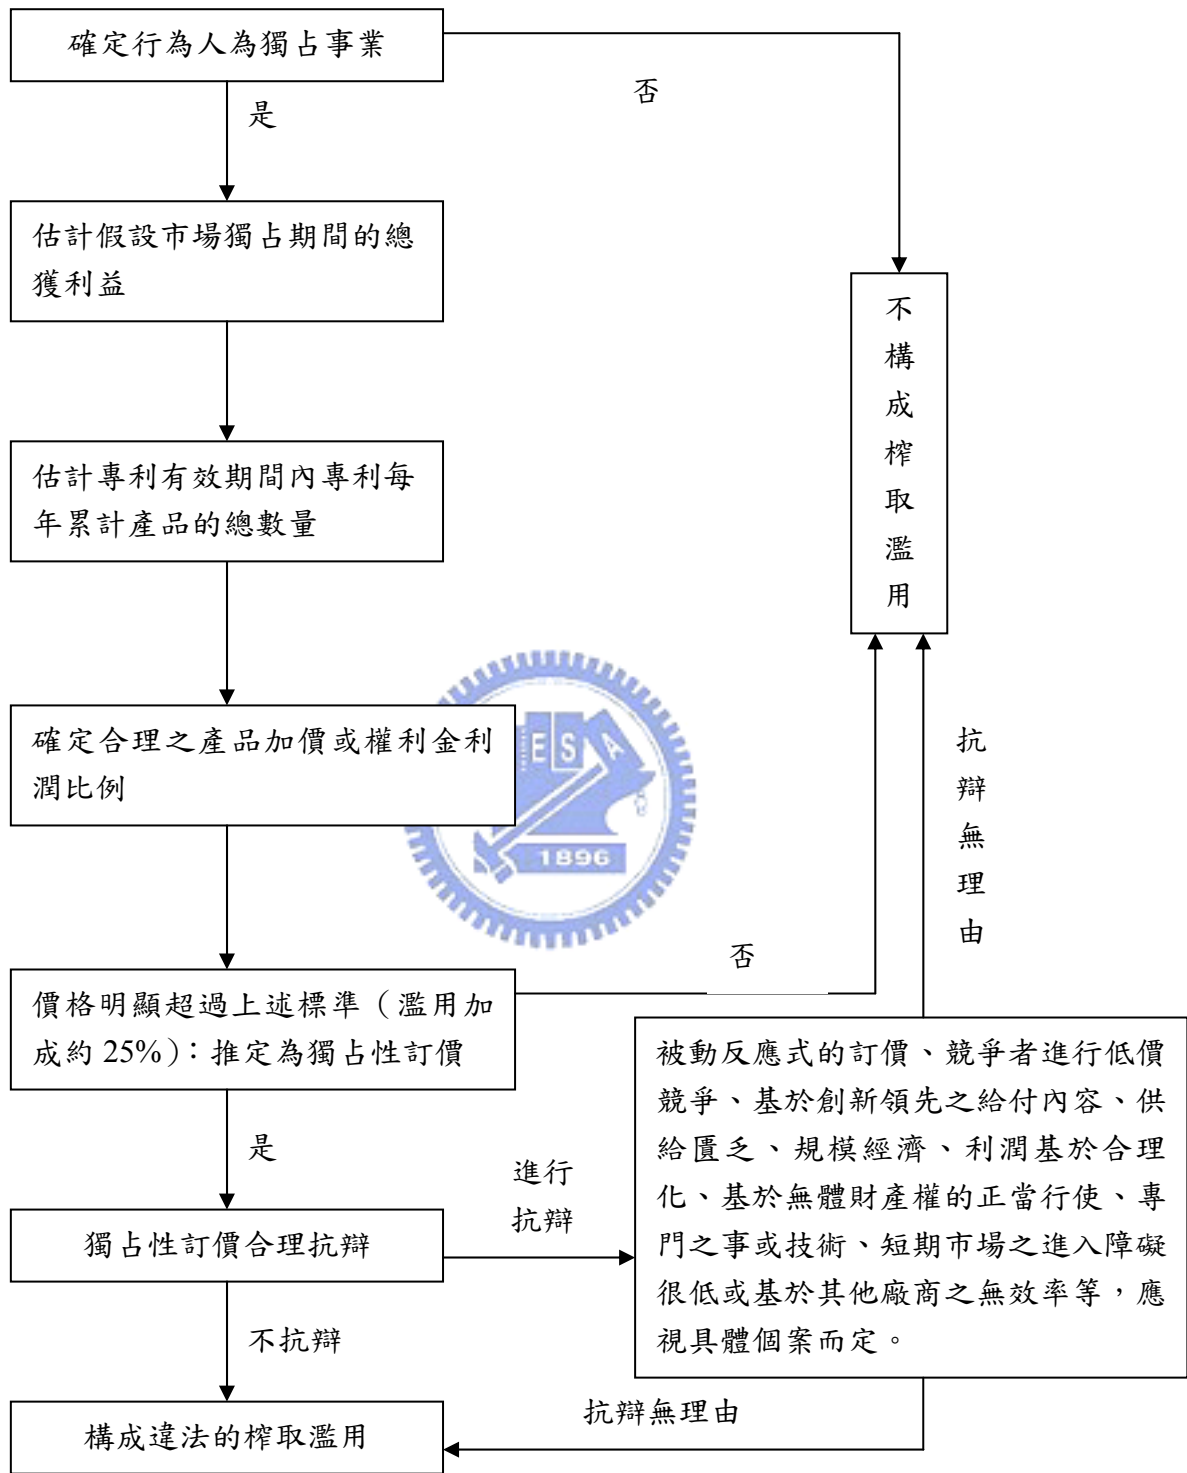 確定行為人為獨占事業
否
是
估計假設市場獨占期間的總
獲利益
不構成榨取濫用
估計專利有效期間內專利每
年累計產品的總數量
確定合理之產品加價或權利金利
潤比例
ESA
1896
抗辯無理由
否
價格明顯超過上述標準（濫用加
成約 25%）：推定為獨占性訂價
是
進行
抗辯
被動反應式的訂價、競爭者進行低價
競爭、基於創新領先之給付內容、供
給匱乏、規模經濟、利潤基於合理
化、基於無體財產權的正當行使、專
門之事或技術、短期市場之進入障礙
很低或基於其他廠商之無效率等，應
視具體個案而定。
獨占性訂價合理抗辯
不抗辯
抗辯無理由
構成違法的榨取濫用